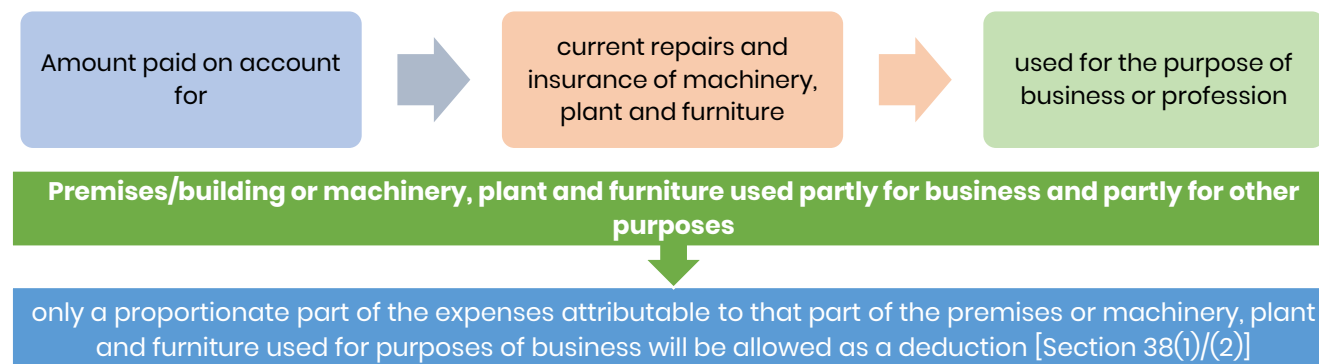 Amount paid on account
for
current repairs and
insurance of machinery,
plant and furniture
used for the purpose of
business or profession
Premises/building or machinery, plant and furniture used partly for business and partly for other
purposes
only a proportionate part of the expenses attributable to that part of the premises or machinery, plant
and furniture used for purposes of business will be allowed as a deduction [Section 38(1)/(2)]